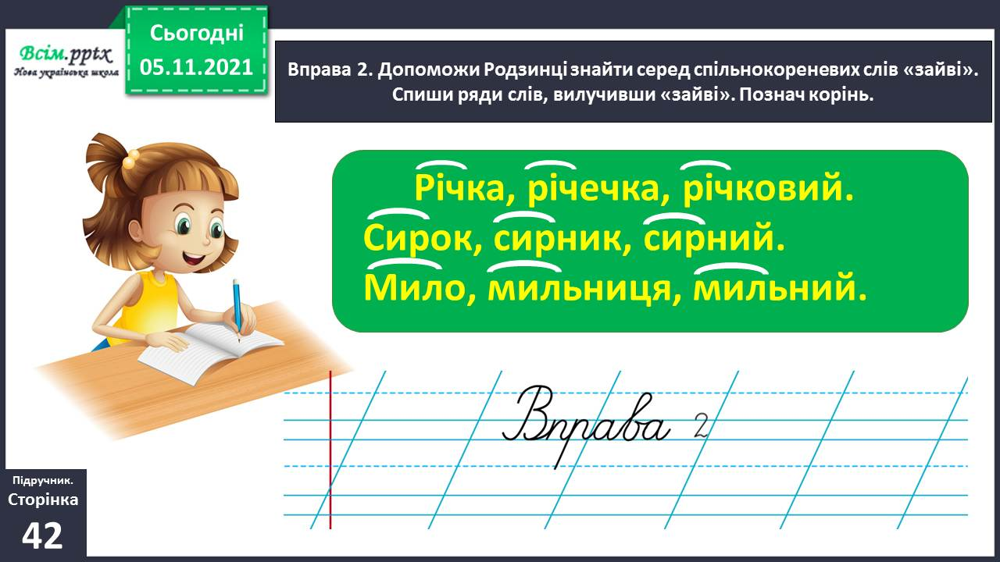 Всім.pptx
Нова українська школа
Сьогодні
05.11.2021
Вправа 2. Допоможи Родзинці знайти серед спільнокореневих слів «зайві».
Спиши ряди слів, вилучивши «зайві». Познач корінь.
Річка, річечка, річковий.
Сирок, сирник, сирний.
Мило, мильниця, мильний.
Вправа 2
Підручник.
Сторінка
42